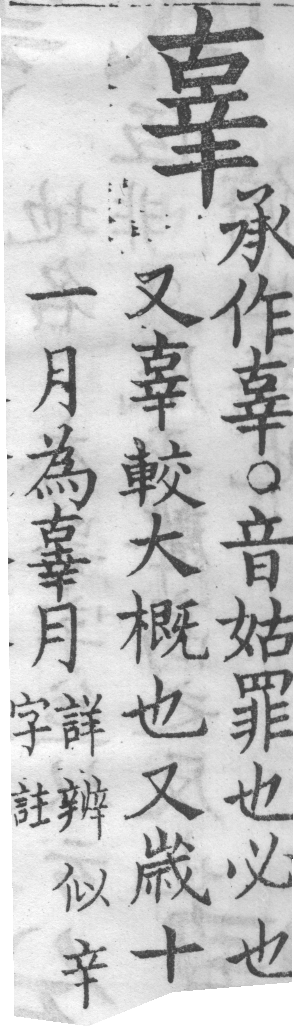 辜
承作辜○音姑罪也必也
又辜較大概也又歲十
一月為辜月
詳辨似辛
字註